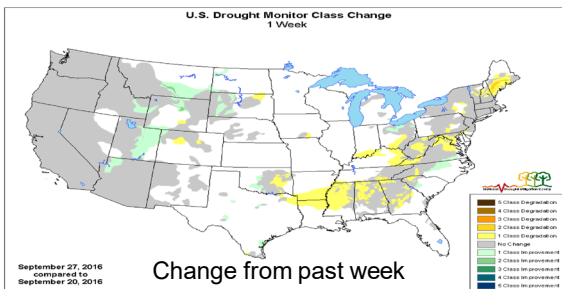 U.S. Drought Monitor Class Change
1 Week
5 Class Degradation
4 Class Degradation
3 Class Degradation
2 Class Degradation
1 Class Degradation
No Change
1 Class Improvement
2 Class Improvement
3 Class Improvement
4 Class Improvement
5 Class Improvement
September 27, 2016
compared to
September 20, 2016
Change from past week